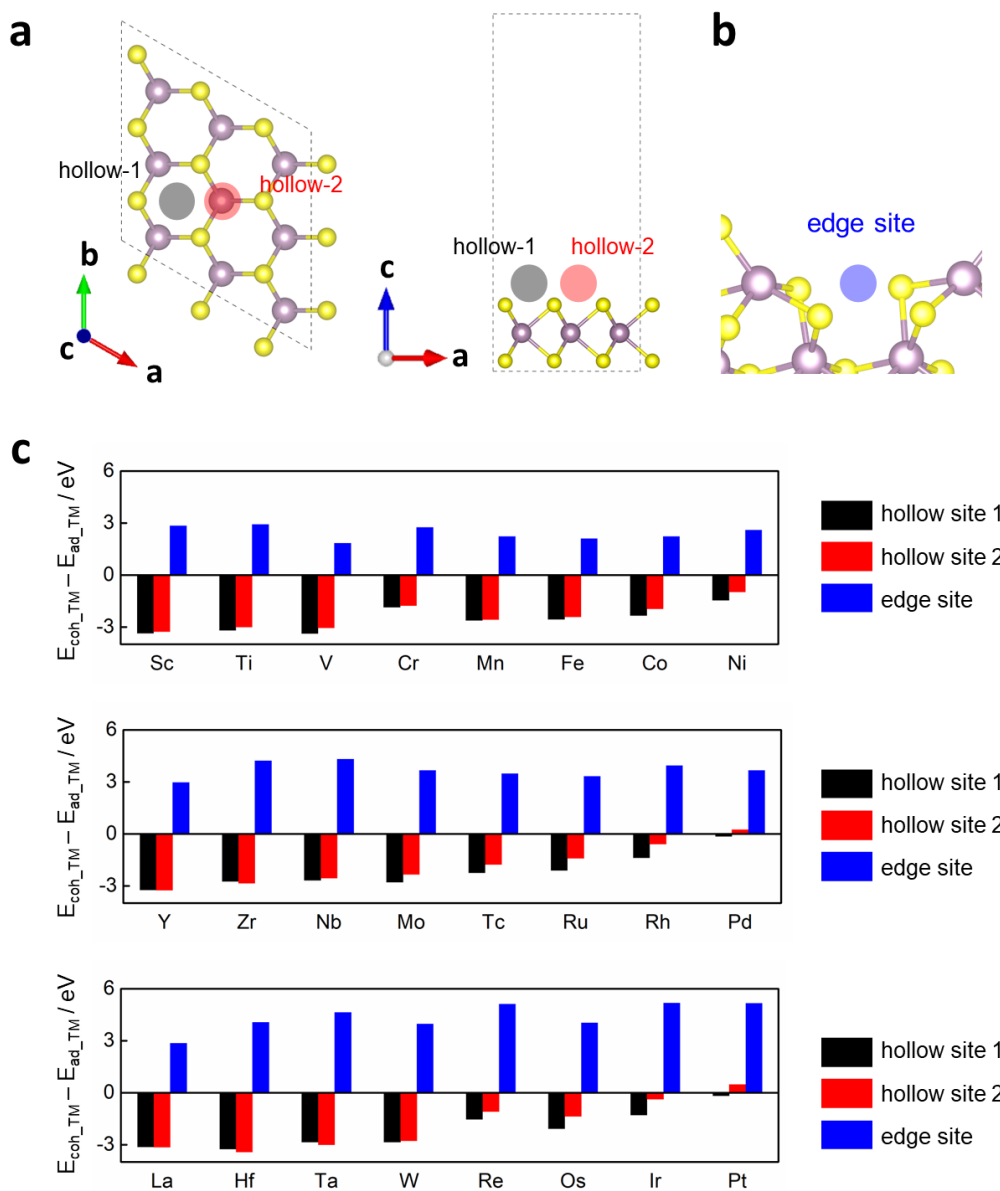 a
b
hollow-1
hollow-2
b
c
a
hollow-1
hollow-2
c
a
edge site
c
E_coh_TM − E_ad_TM / eV
6
3
0
-3
Sc Ti V Cr Mn Fe Co Ni
hollow site 1
hollow site 2
edge site
E_coh_TM − E_ad_TM / eV
6
3
0
-3
Y Zr Nb Mo Tc Ru Rh Pd
hollow site 1
hollow site 2
edge site
E_coh_TM − E_ad_TM / eV
6
3
0
-3
La Hf Ta W Re Os Ir Pt
hollow site 1
hollow site 2
edge site